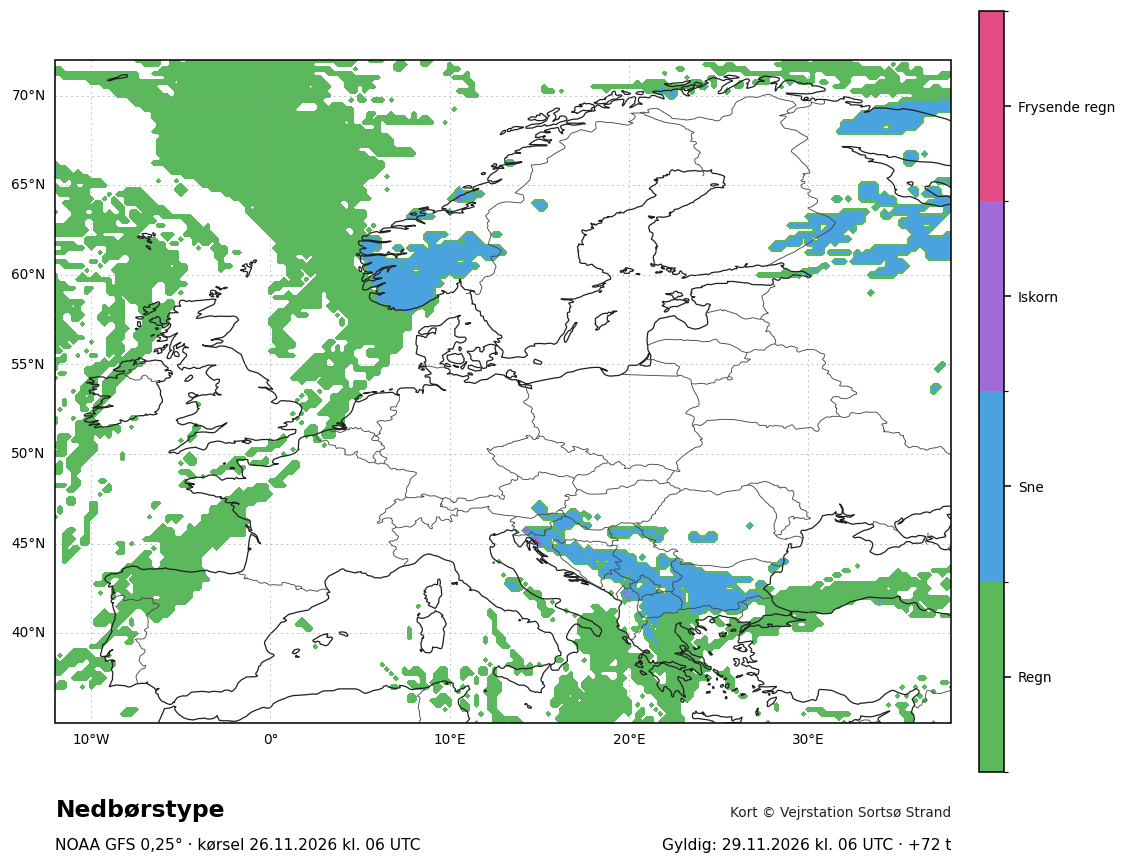 Frysende regn
Iskorn
Sne
Regn
70°N
65°N
60°N
55°N
50°N
45°N
40°N
10°W
0°
10°E
20°E
30°E
Nedbørstype
Kort © Vejrstation Sortsø Strand
NOAA GFS 0,25° · kørsel 26.11.2026 kl. 06 UTC
Gyldig: 29.11.2026 kl. 06 UTC · +72 t